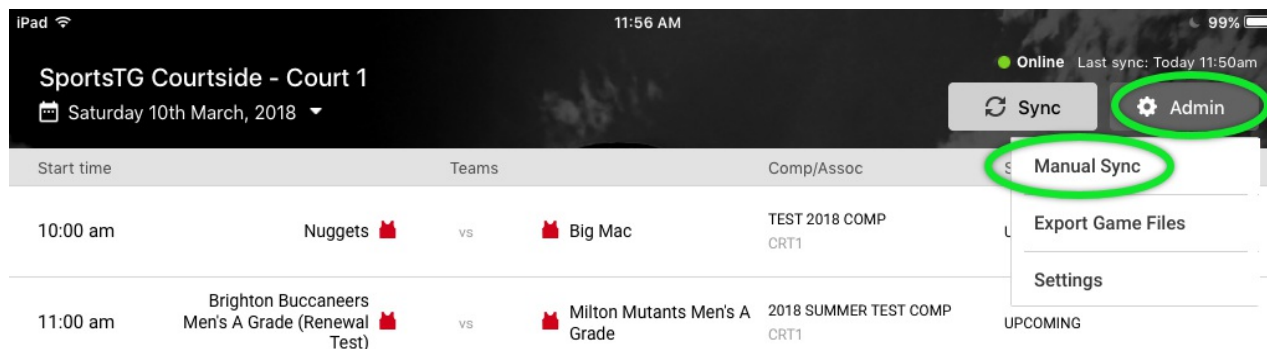 iPad 11:56 AM 99%
Online Last sync: Today 11:50am
SportsTG Courtside - Court 1
Saturday 10th March, 2018
Sync Admin
Start time Teams Comp/Assoc S
Manual Sync
Export Game Files
Settings
10:00 am Nuggets vs Big Mac TEST 2018 COMP
CRT1
11:00 am Brighton Buccaneers
Men's A Grade (Renewal
Test) vs Milton Mutants Men's A
Grade 2018 SUMMER TEST COMP
CRT1 UPCOMING